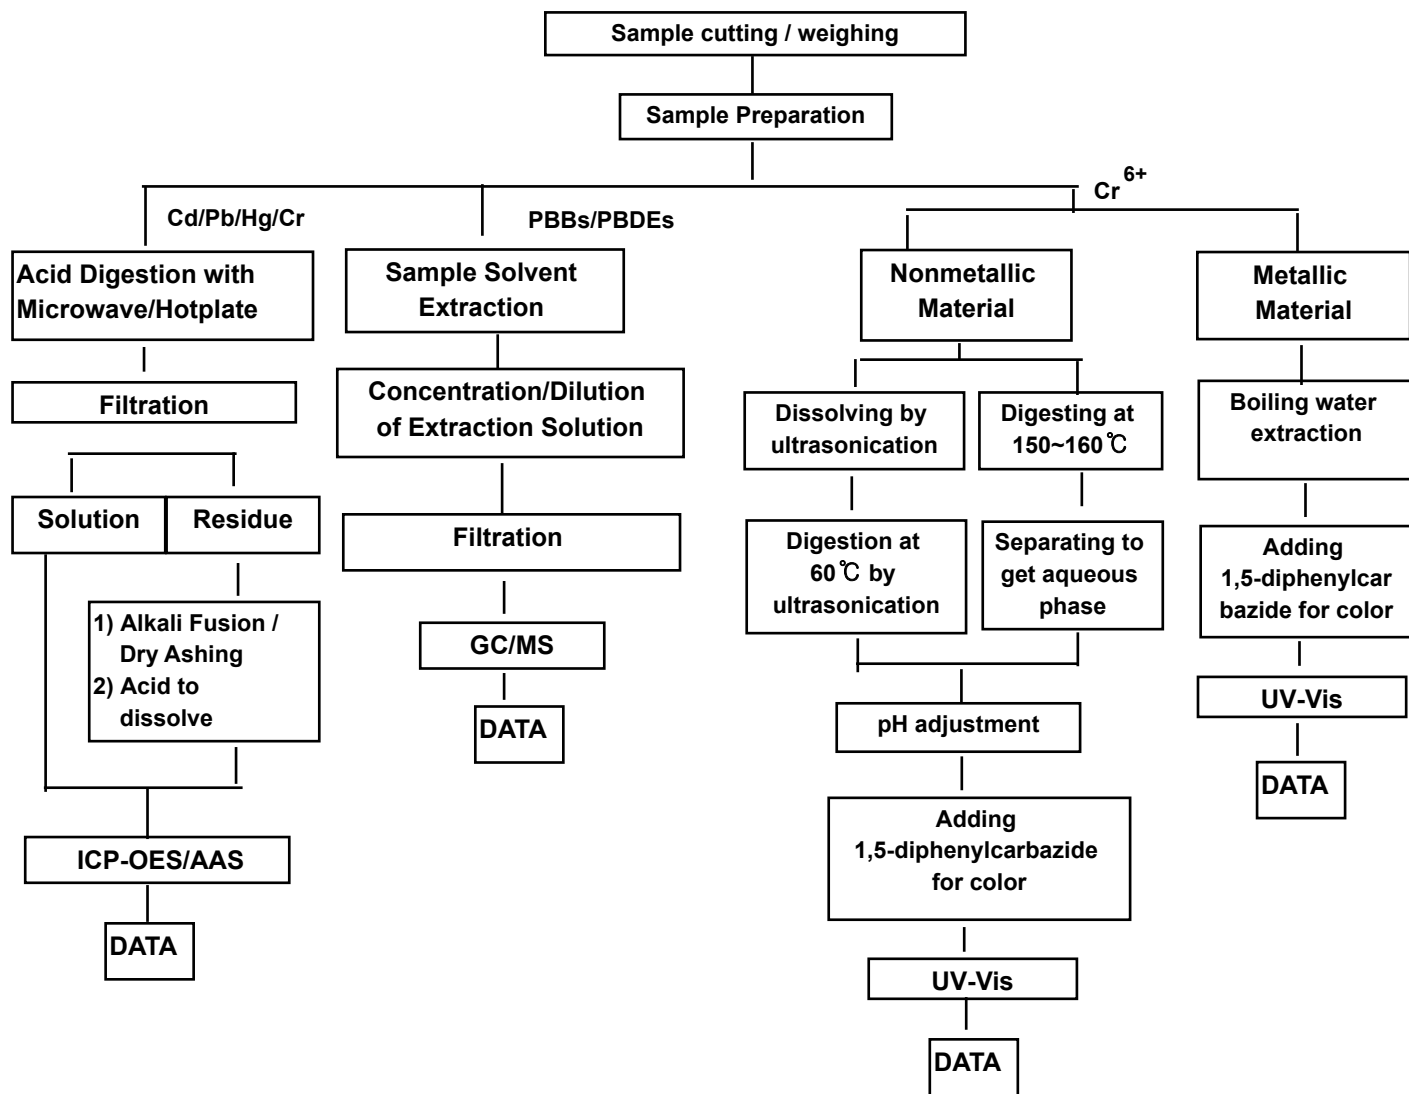 Sample cutting / weighing
Sample Preparation
Cd/Pb/Hg/Cr
PBBs/PBDEs
Cr 6+
Acid Digestion with
Microwave/Hotplate
Filtration
Solution
Residue
1) Alkali Fusion /
Dry Ashing
2) Acid to
dissolve
ICP-OES/AAS
DATA
Sample Solvent
Extraction
Concentration/Dilution
of Extraction Solution
Filtration
GC/MS
DATA
Nonmetallic
Material
Dissolving by
ultrasonication
Digestion at
60℃ by
ultrasonication
Digesting at
150~160℃
Separating to
get aqueous
phase
pH adjustment
Adding
1,5-diphenylcarbazide
for color
UV-Vis
DATA
Metallic
Material
Boiling water
extraction
Adding
1,5-diphenylcar
bazide for color
UV-Vis
DATA